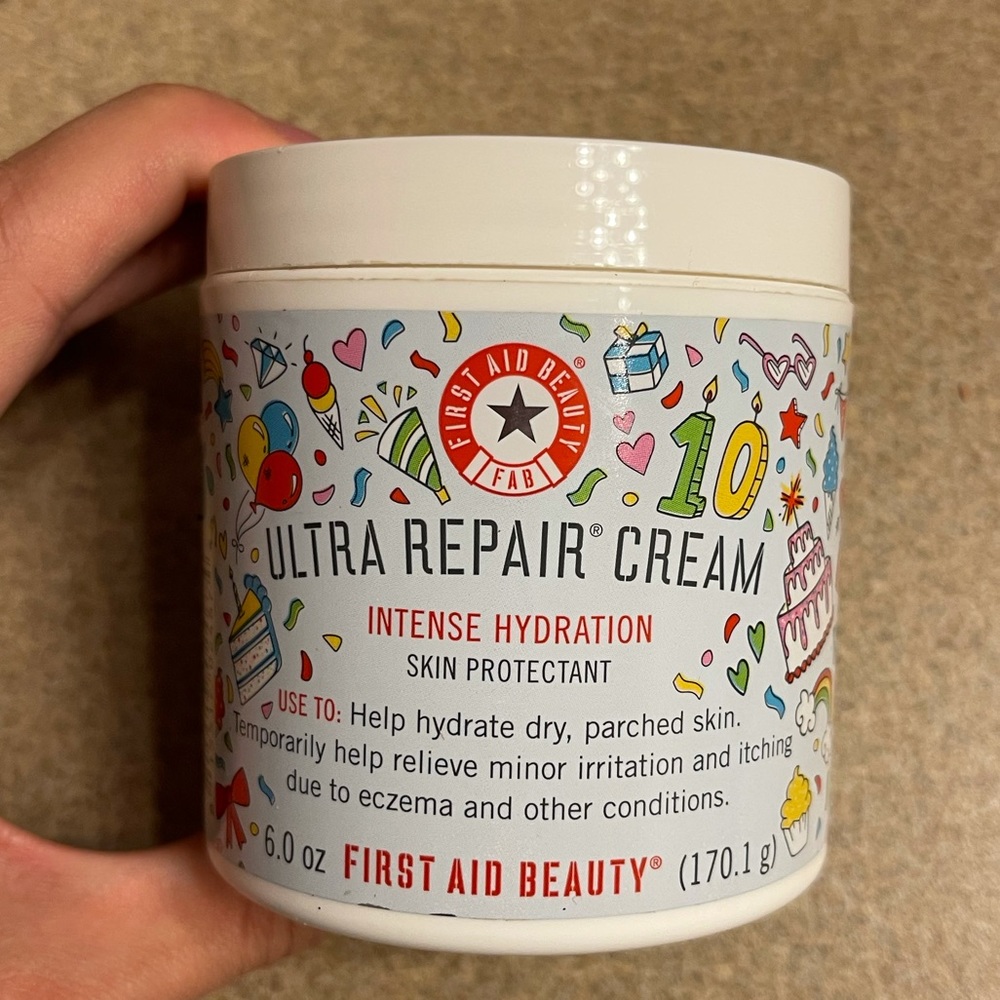 FIRST AID BEAUTY®
FAB
10
ULTRA REPAIR® CREAM
INTENSE HYDRATION
SKIN PROTECTANT
USE TO: Help hydrate dry, parched skin.
Temporarily help relieve minor irritation and itching
due to eczema and other conditions.
6.0 oz FIRST AID BEAUTY® (170.1 g)